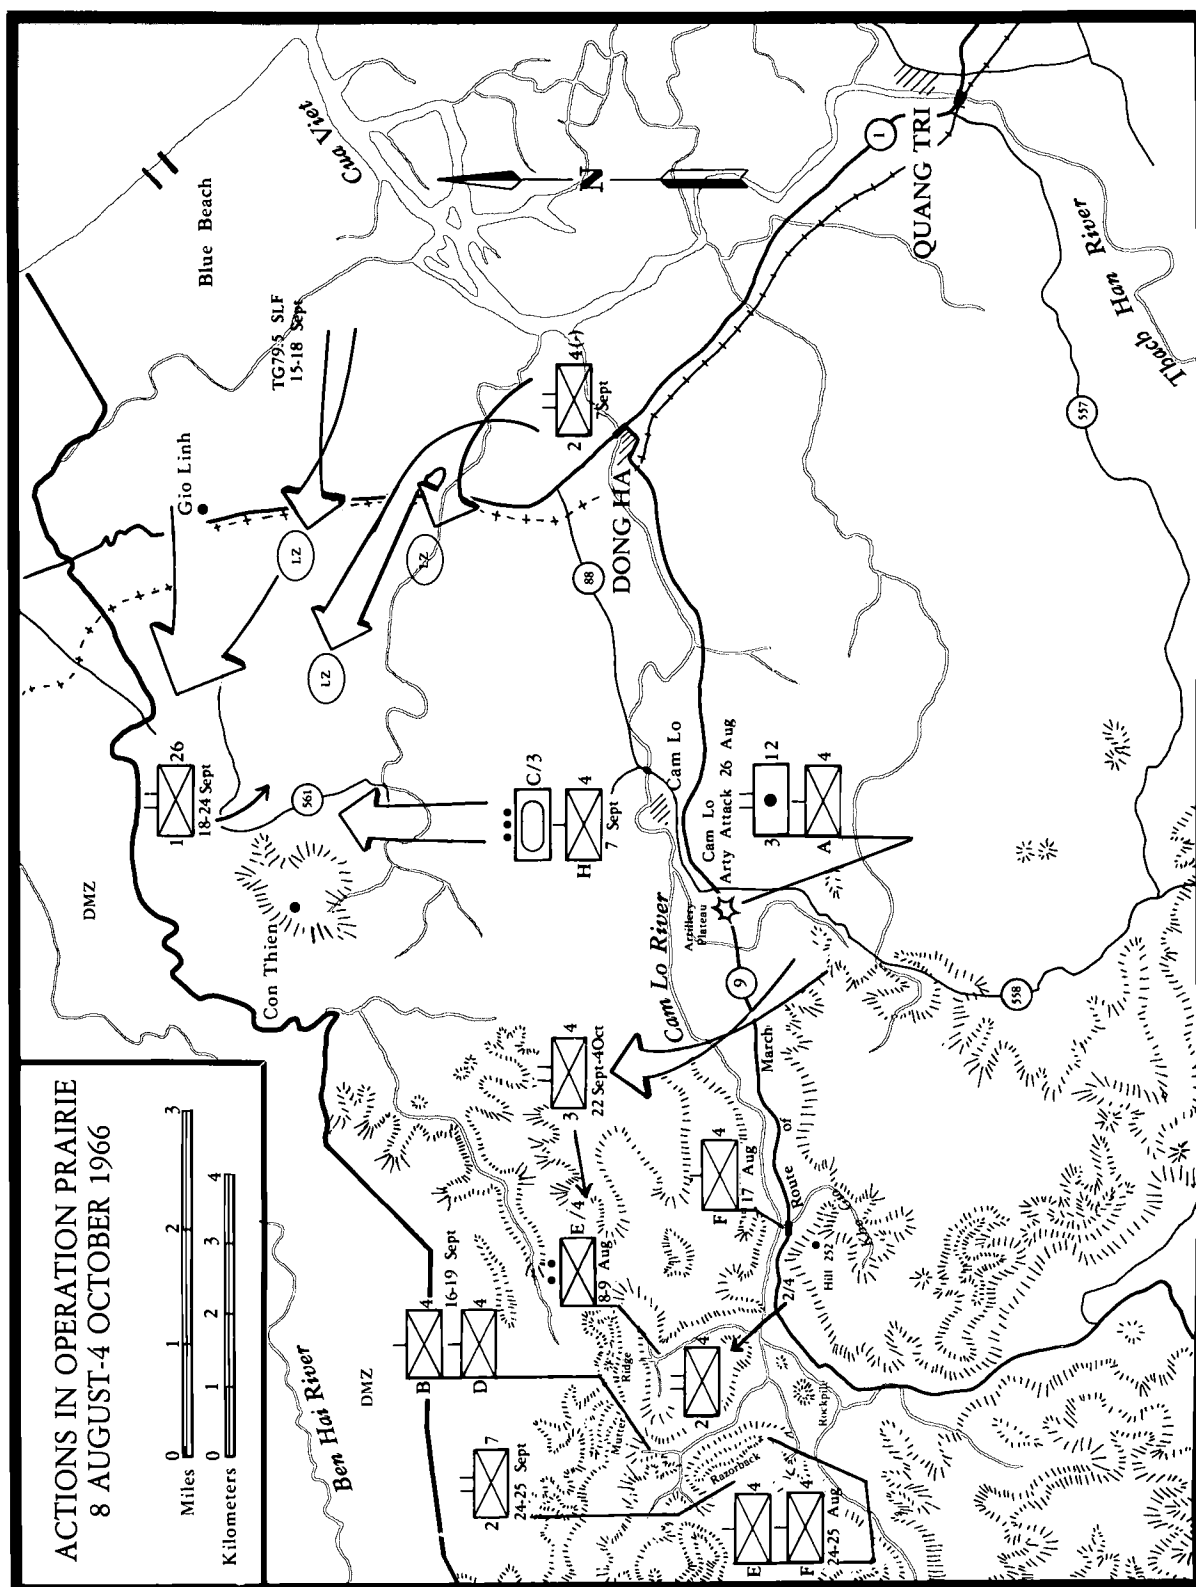 ACTIONS IN OPERATION PRAIRIE
8 AUGUST-4 OCTOBER 1966
0 1 2 3
Miles
0 1 2 3 4
Kilometers
Ben Hai River
DMZ
DMZ
Con Thien
1 26
18-24 Sept
561
Gio Linh
TG79.5 SLF
15-18 Sept
Blue Beach
Cua Viet
LZ
LZ
LZ
N
2 4(-)
7 Sept
88
DONG HA
1
QUANG TRI
Thach Han River
557
C/3
H 4
7 Sept
Cam Lo
Cam Lo
Arty Attack 26 Aug
3 12
A 4
Artillery
Plateau
Cam Lo River
9
558
3 4
22 Sept-4Oct
March
of
Route
F 4
17 Aug
E/4
8-9 Aug
B 4
16-19 Sept
D 4
2 7
24-25 Sept
Mutter
Ridge
2 4
2/4
Hill 252
Khe Gio
Razorback
Rockpile
E 4
F 4
24-25 Aug